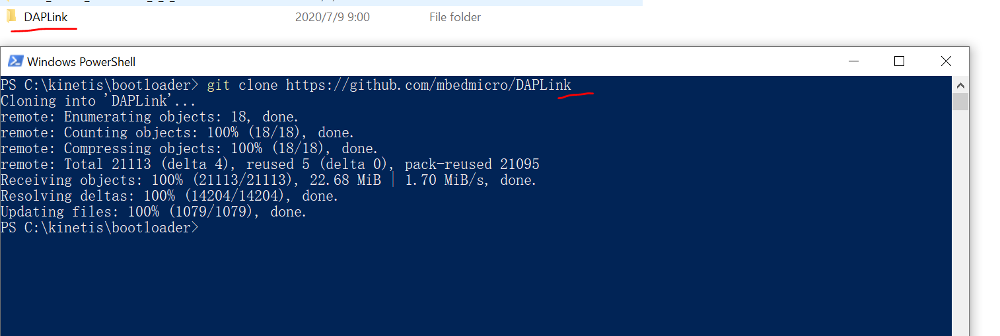 DAPLink 2020/7/9 9:00 File folder
Windows PowerShell
PS C:\kinetis\bootloader> git clone https://github.com/mbedmicro/DAPLink
Cloning into 'DAPLink'...
remote: Enumerating objects: 18, done.
remote: Counting objects: 100% (18/18), done.
remote: Compressing objects: 100% (18/18), done.
remote: Total 21113 (delta 4), reused 5 (delta 0), pack-reused 21095
Receiving objects: 100% (21113/21113), 22.68 MiB | 1.70 MiB/s, done.
Resolving deltas: 100% (14204/14204), done.
Updating files: 100% (1079/1079), done.
PS C:\kinetis\bootloader>